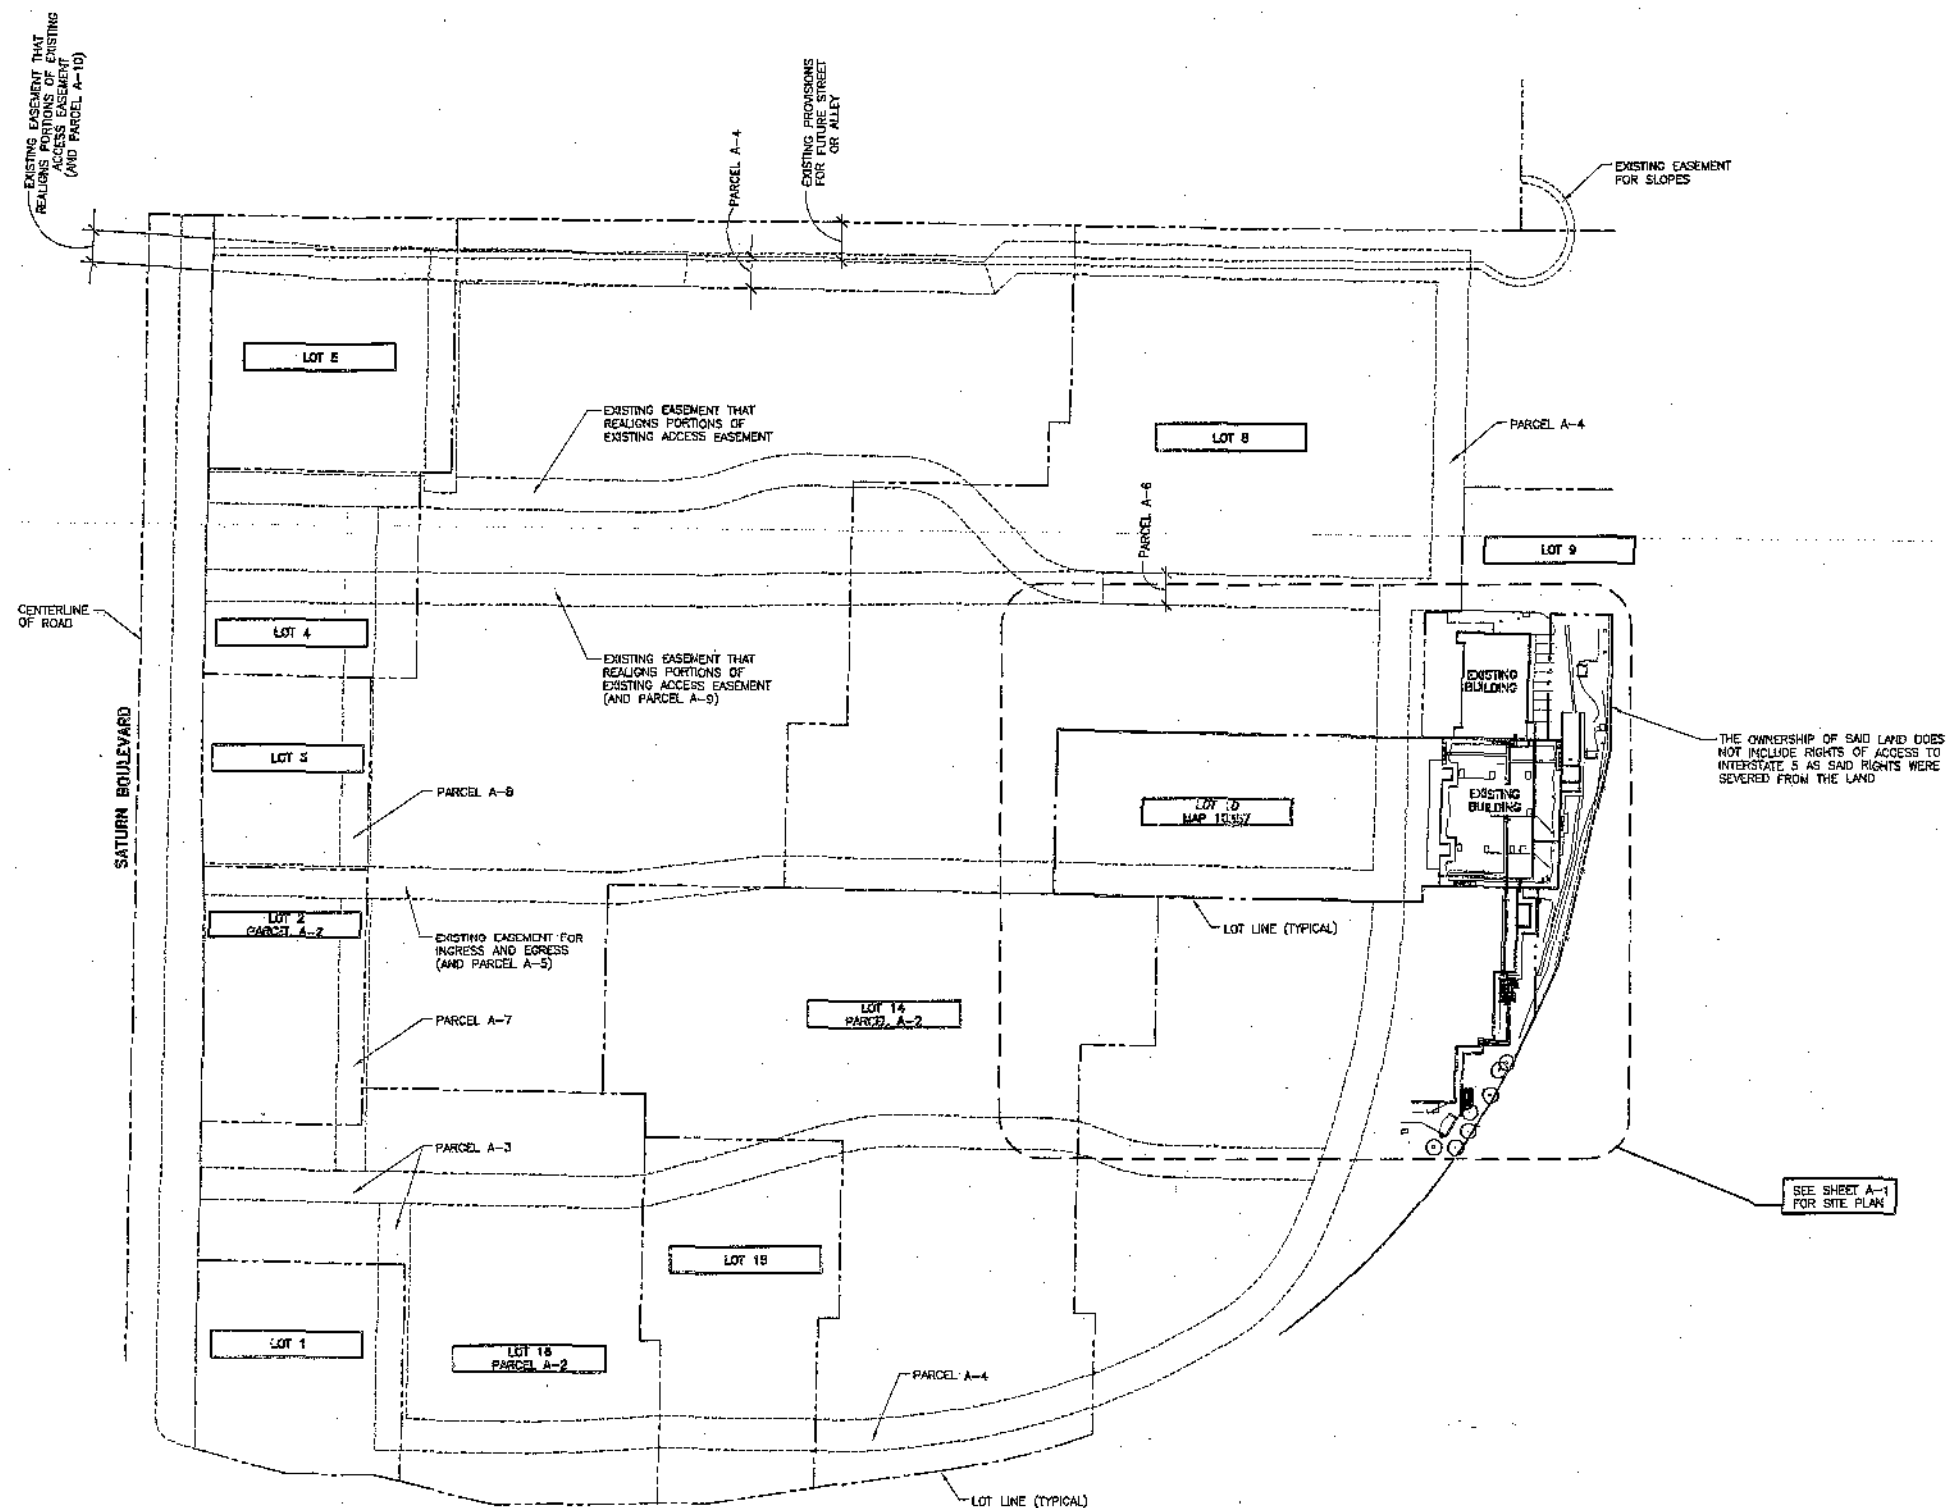 EXISTING EASEMENT THAT
REALIGNS PORTIONS OF EXISTING
ACCESS EASEMENT
(AND PARCEL A-10)
PARCEL A-4
EXISTING PROVISIONS
FOR FUTURE STREET
OR ALLEY
EXISTING EASEMENT
FOR SLOPES
LOT 5
EXISTING EASEMENT THAT
REALIGNS PORTIONS OF
EXISTING ACCESS EASEMENT
LOT 8
PARCEL A-4
PARCEL A-6
LOT 9
CENTERLINE
OF ROAD
LOT 4
EXISTING EASEMENT THAT
REALIGNS PORTIONS OF
EXISTING ACCESS EASEMENT
(AND PARCEL A-9)
EXISTING
BUILDING
SATURN BOULEVARD
LOT 3
THE OWNERSHIP OF SAID LAND DOES
NOT INCLUDE RIGHTS OF ACCESS TO
INTERSTATE 5 AS SAID RIGHTS WERE
SEVERED FROM THE LAND
PARCEL A-8
LOT 10
MAP
EXISTING
BUILDING
LOT 2
PARCEL A-2
EXISTING EASEMENT FOR
INGRESS AND EGRESS
(AND PARCEL A-5)
LOT LINE (TYPICAL)
PARCEL A-7
LOT 14
PARCEL A-2
PARCEL A-3
SEE SHEET A-1
FOR SITE PLAN
LOT
LOT 1
LOT
PARCEL A-2
PARCEL A-4
LOT LINE (TYPICAL)